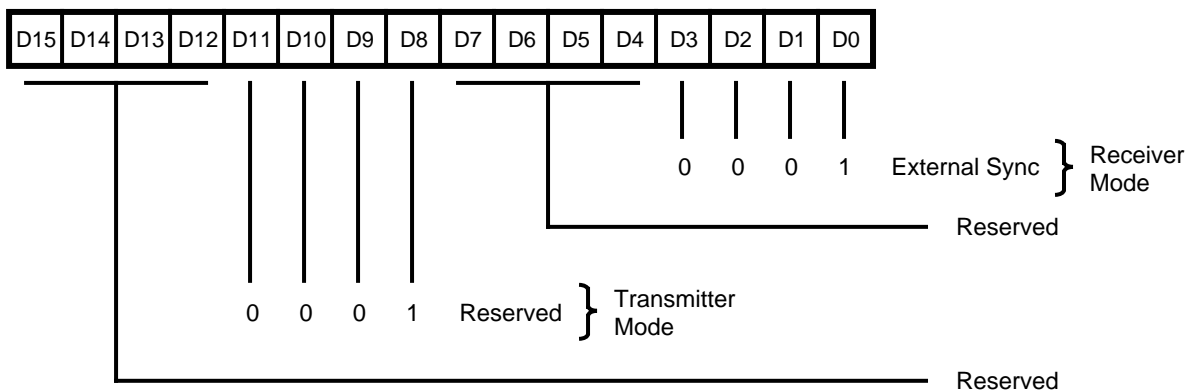 D15 D14 D13 D12 D11 D10 D9 D8 D7 D6 D5 D4 D3 D2 D1 D0
0 0 0 1 External Sync } Receiver
Mode
Reserved
0 0 0 1 Reserved } Transmitter
Mode
Reserved